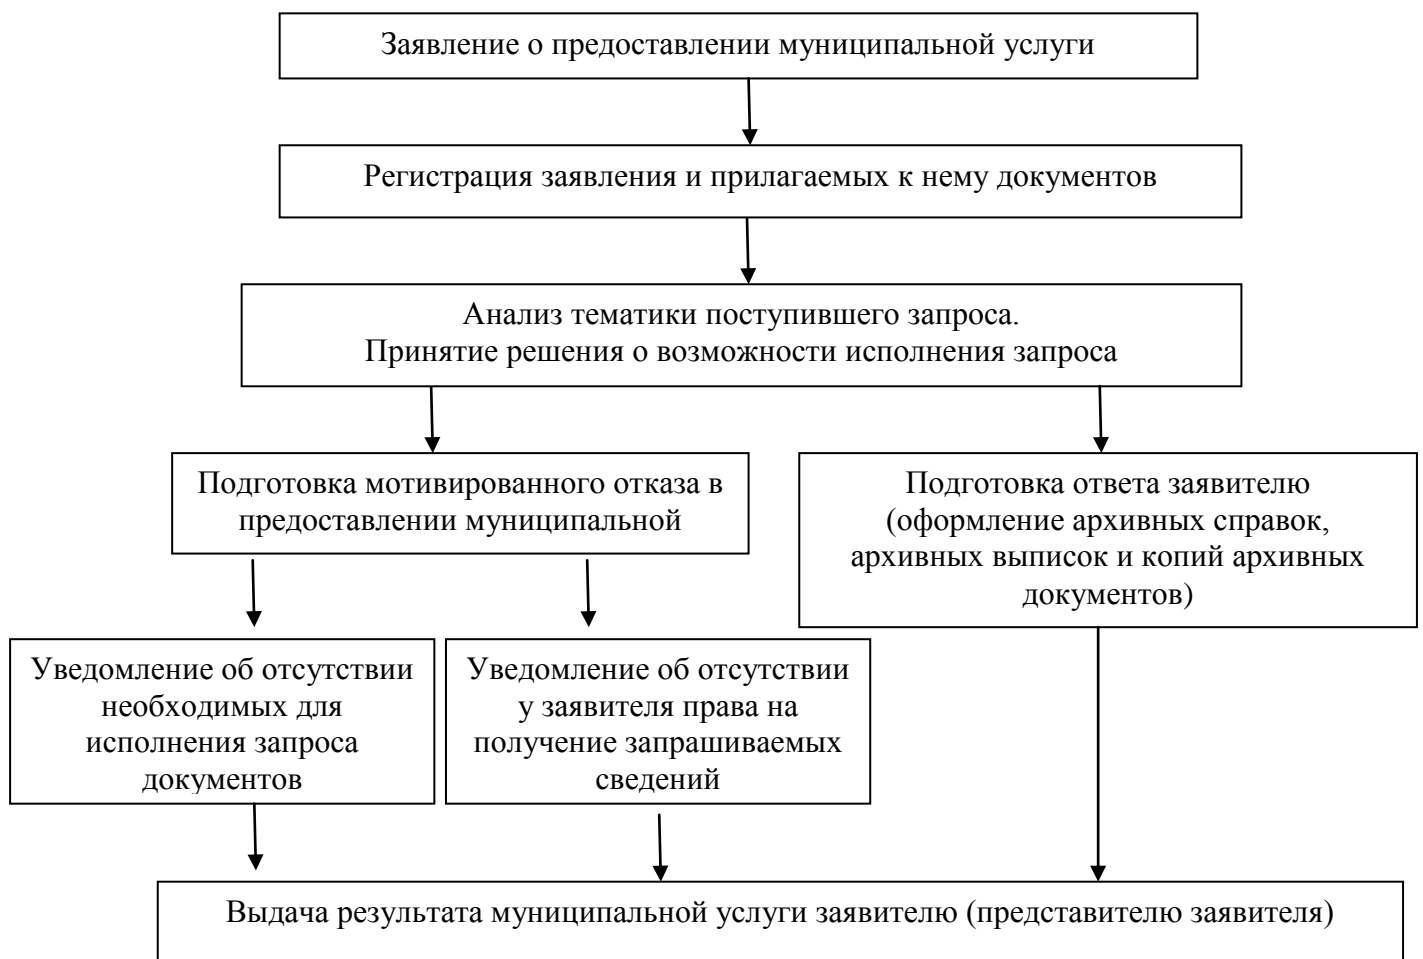 Заявление о предоставлении муниципальной услуги
Регистрация заявления и прилагаемых к нему документов
Анализ тематики поступившего запроса.
Принятие решения о возможности исполнения запроса
Подготовка мотивированного отказа в
предоставлении муниципальной
Подготовка ответа заявителю
(оформление архивных справок,
архивных выписок и копий архивных
документов)
Уведомление об отсутствии
необходимых для
исполнения запроса
документов
Уведомление об отсутствии
у заявителя права на
получение запрашиваемых
сведений
Выдача результата муниципальной услуги заявителю (представителю заявителя)